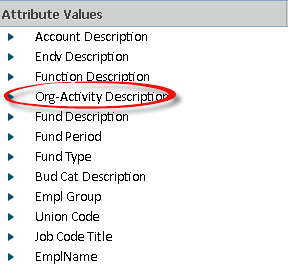 Attribute Values
Account Description
Endv Description
Function Description
Org-Activity Description
Fund Description
Fund Period
Fund Type
Bud Cat Description
Empl Group
Union Code
Job Code Title
EmplName